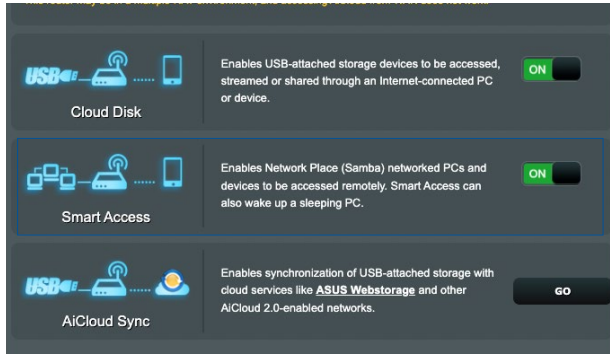 USB
Cloud Disk
Enables USB-attached storage devices to be accessed,
streamed or shared through an Internet-connected PC
or device.
ON
Smart Access
Enables Network Place (Samba) networked PCs and
devices to be accessed remotely. Smart Access can
also wake up a sleeping PC.
ON
USB
AiCloud Sync
Enables synchronization of USB-attached storage with
cloud services like ASUS Webstorage and other
AiCloud 2.0-enabled networks.
GO